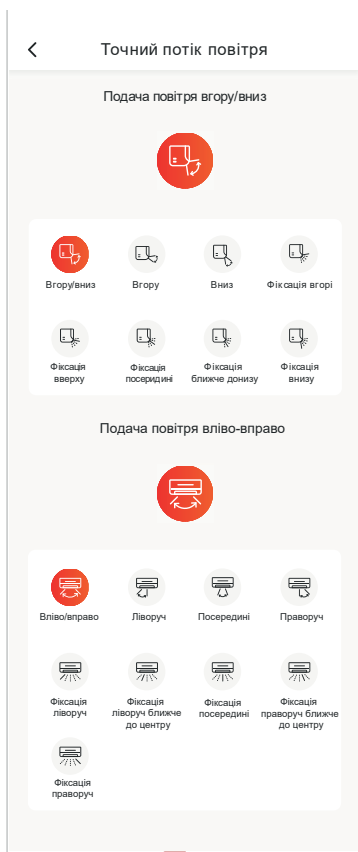 Точний потік повітря
Подача повітря вгору/вниз
Вгору/вниз
Вгору
Вниз
Фіксація вгорі
Фіксація
вверху
Фіксація
посеридині
Фіксація
ближче донизу
Фіксація
внизу
Подача повітря вліво-вправо
Вліво/вправо
Ліворуч
Посередині
Праворуч
Фіксація
ліворуч
Фіксація
ліворуч ближче
до центру
Фіксація
посередині
Фіксація
праворуч ближче
до центру
Фіксація
праворуч